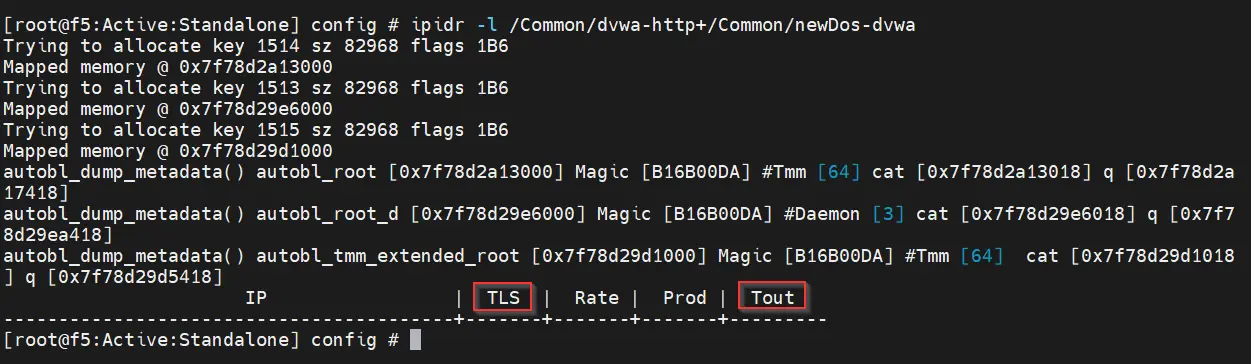 [root@f5:Active:Standalone] config # ipidr -l /Common/dvwa-http+/Common/newDos-dvwa
Trying to allocate key 1514 sz 82968 flags 1B6
Mapped memory @ 0x7f78d2a13000
Trying to allocate key 1513 sz 82968 flags 1B6
Mapped memory @ 0x7f78d29e6000
Trying to allocate key 1515 sz 82968 flags 1B6
Mapped memory @ 0x7f78d29d1000
autobl_dump_metadata() autobl_root [0x7f78d2a13000] Magic [B16B00DA] #Tmm [64] cat [0x7f78d2a13018] q [0x7f78d2a
17418]
autobl_dump_metadata() autobl_root_d [0x7f78d29e6000] Magic [B16B00DA] #Daemon [3] cat [0x7f78d29e6018] q [0x7f7
8d29ea418]
autobl_dump_metadata() autobl_tmm_extended_root [0x7f78d29d1000] Magic [B16B00DA] #Tmm [64]  cat [0x7f78d29d1018
] q [0x7f78d29d5418]
                      IP                 |  TLS  |  Rate |  Prod |  Tout
-----------------------------------------+-------+-------+-------+---------
[root@f5:Active:Standalone] config #